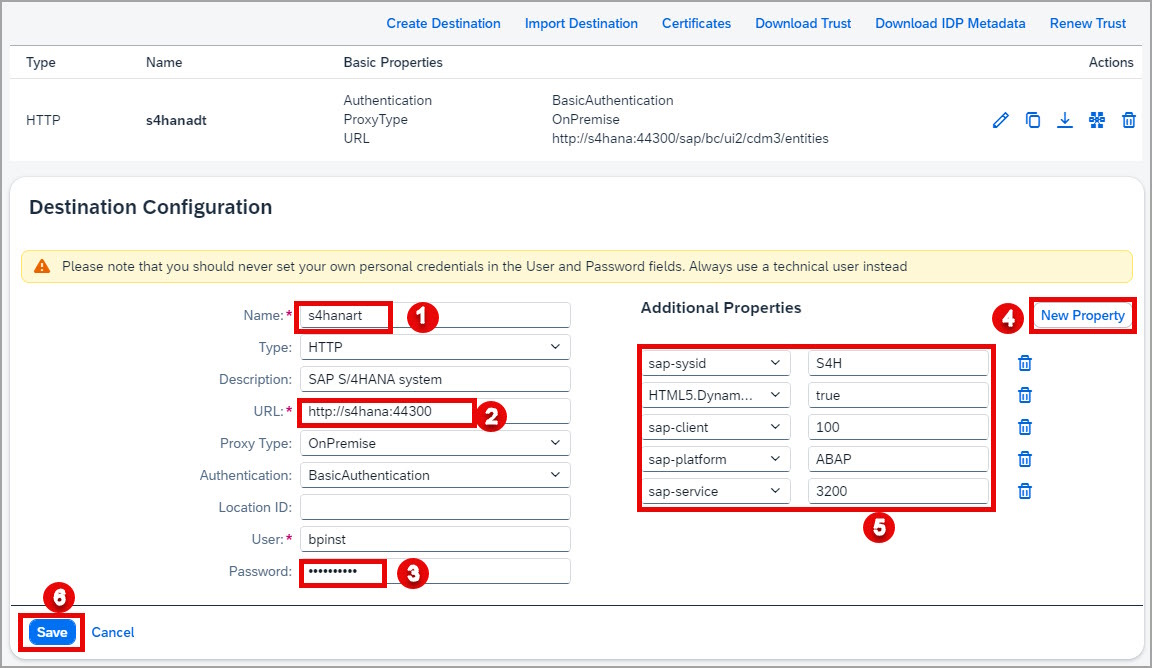 Create Destination Import Destination Certificates Download Trust Download IDP Metadata Renew Trust
Type Name Basic Properties Actions
HTTP s4hanadt
Authentication BasicAuthentication
ProxyType OnPremise
URL http://s4hana:44300/sap/bc/ui2/cdm3/entities
Destination Configuration
Please note that you should never set your own personal credentials in the User and Password fields. Always use a technical user instead
Name:* s4hanart 1
Type: HTTP
Description: SAP S/4HANA system
URL:* http://s4hana:44300 2
Proxy Type: OnPremise
Authentication: BasicAuthentication
Location ID:
User:* bpinst
Password: •••••••••• 3
Additional Properties 4 New Property
sap-sysid S4H
HTML5.Dynam... true
sap-client 100
sap-platform ABAP
sap-service 3200
5
6
Save Cancel